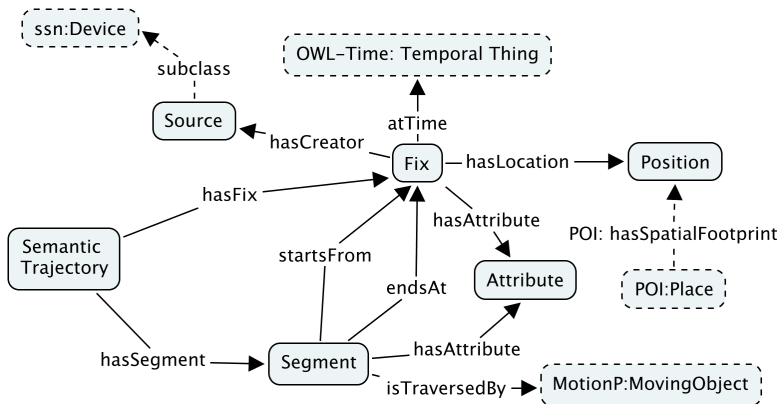 ssn:Device
OWL-Time: Temporal Thing
subclass
Source
atTime
hasCreator
Fix
hasLocation
Position
hasFix
hasAttribute
POI: hasSpatialFootprint
Semantic
Trajectory
startsFrom
endsAt
Attribute
POI:Place
hasSegment
Segment
hasAttribute
isTraversedBy
MotionP:MovingObject